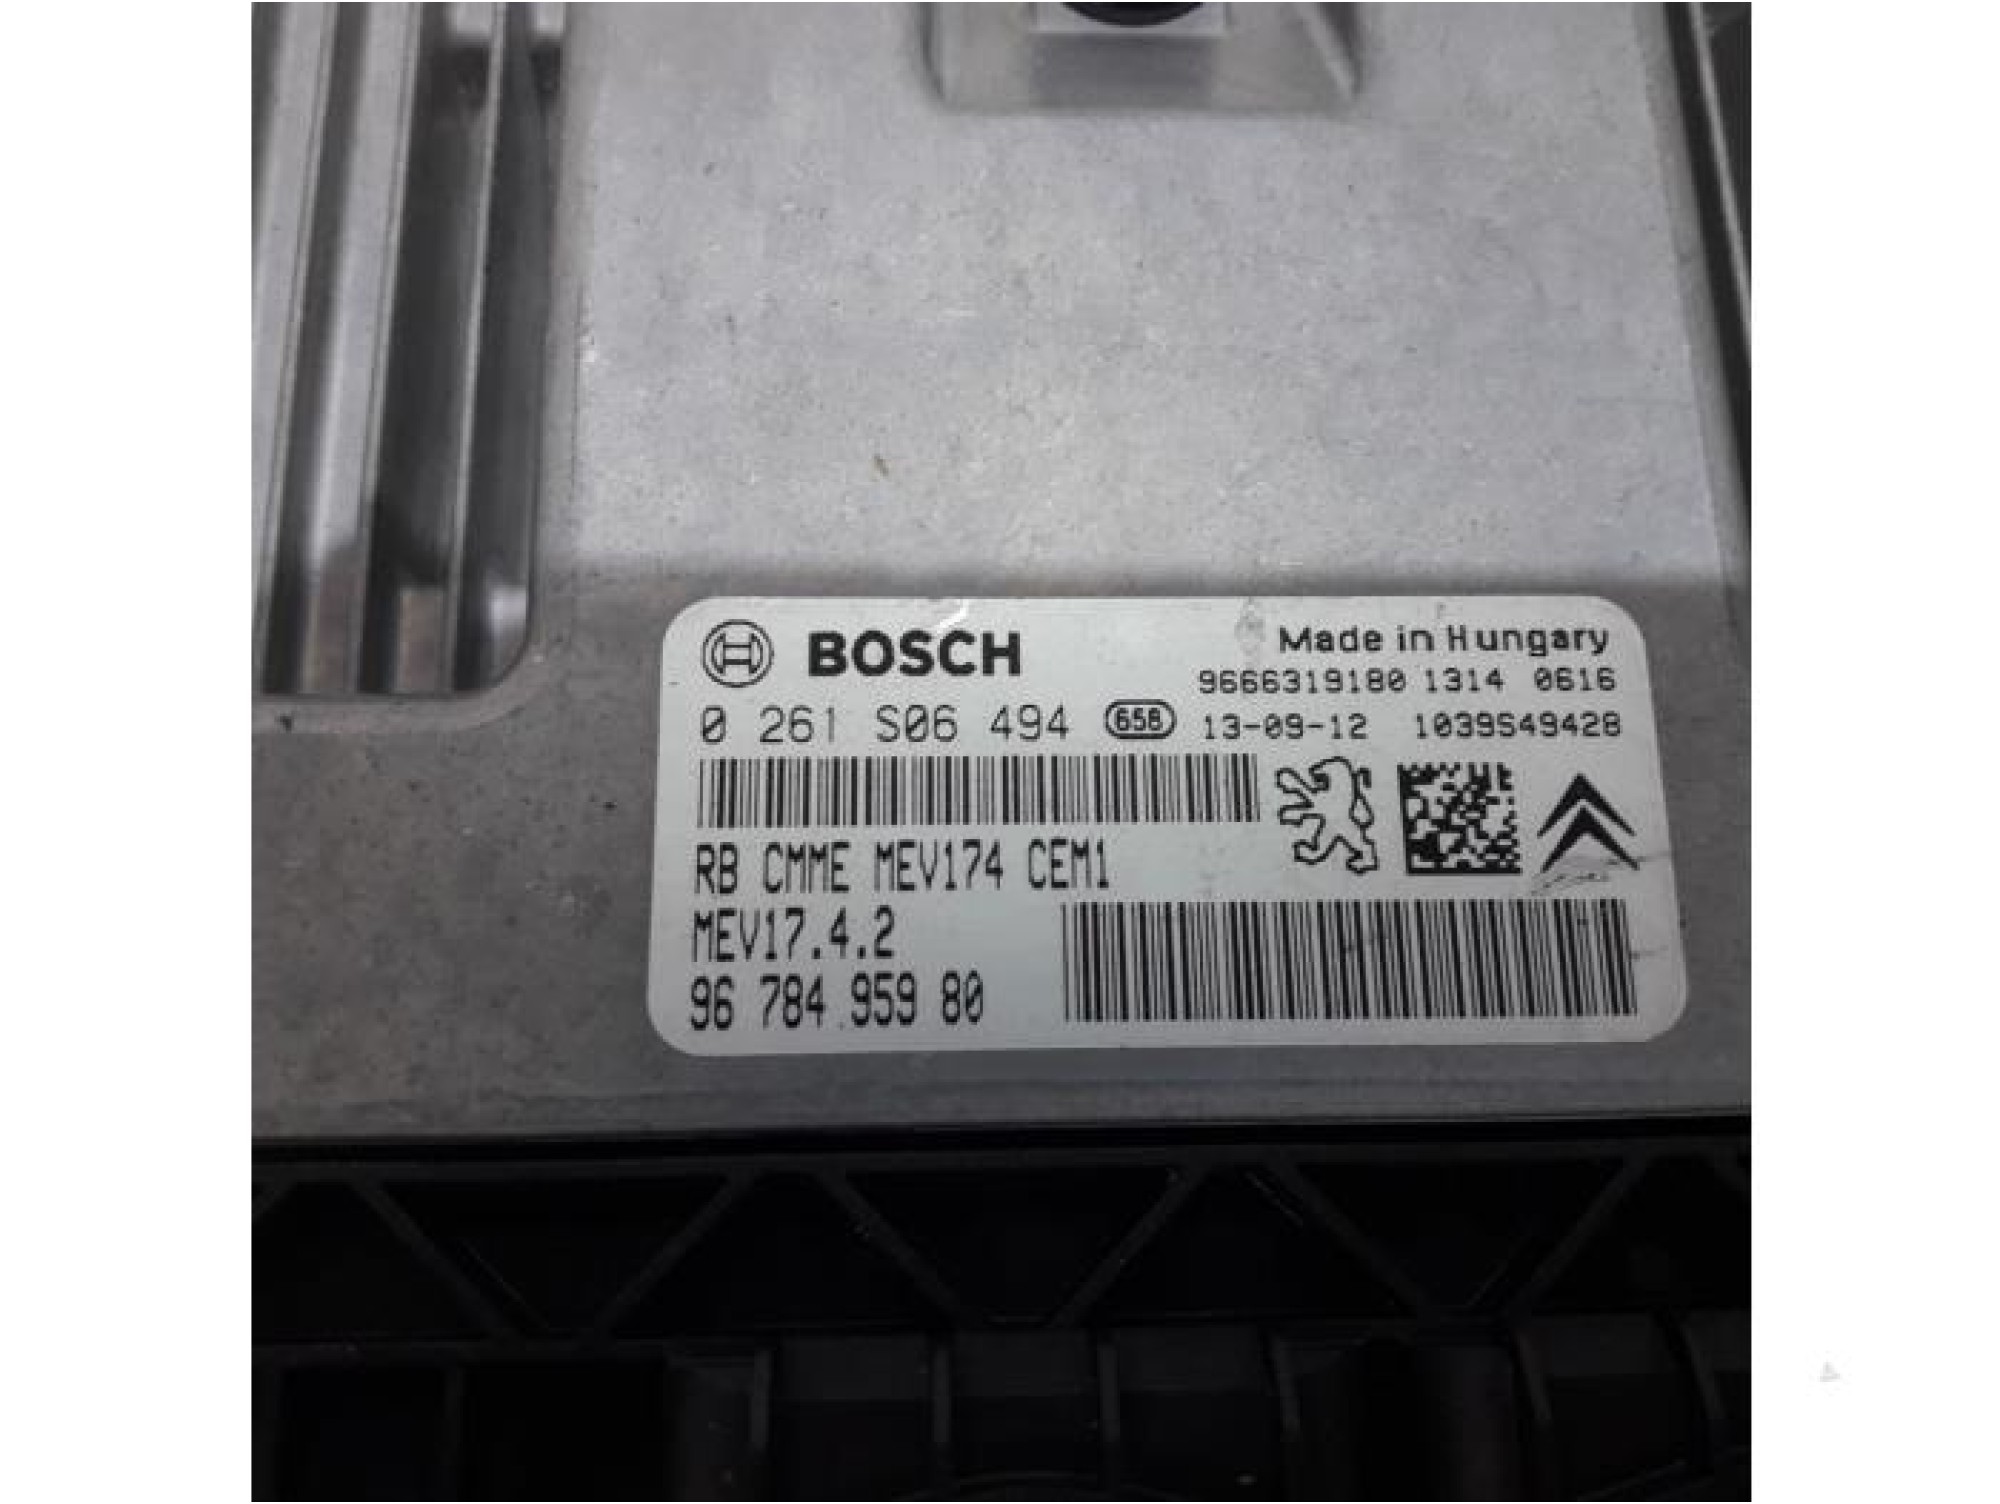 BOSCH
Made in Hungary
9666319180 1314 0616
0 261 S06 494 658 13-09-12 1039S49428
RB CMME MEV174 CEM1
MEV17.4.2
96 784 959 80